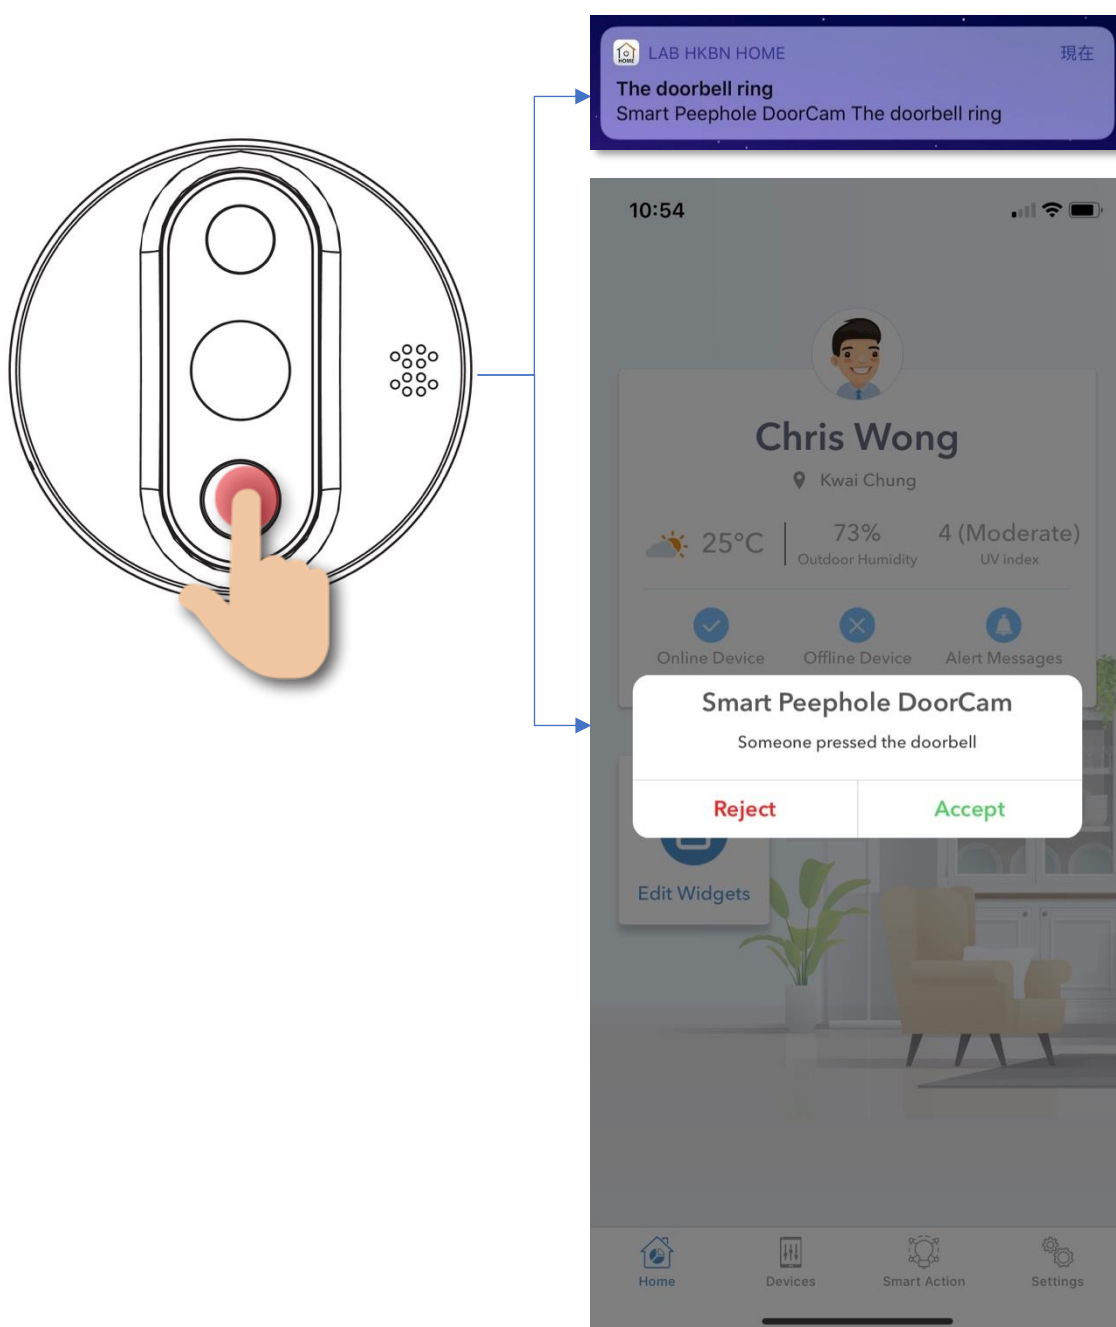 LAB HKBN HOME 現在
The doorbell ring
Smart Peephole DoorCam The doorbell ring
10:54
Chris Wong
Kwai Chung
25°C 73% 4 (Moderate)
Outdoor Humidity UV index
Online Device Offline Device Alert Messages
Smart Peephole DoorCam
Someone pressed the doorbell
Reject Accept
Edit Widgets
Home Devices Smart Action Settings